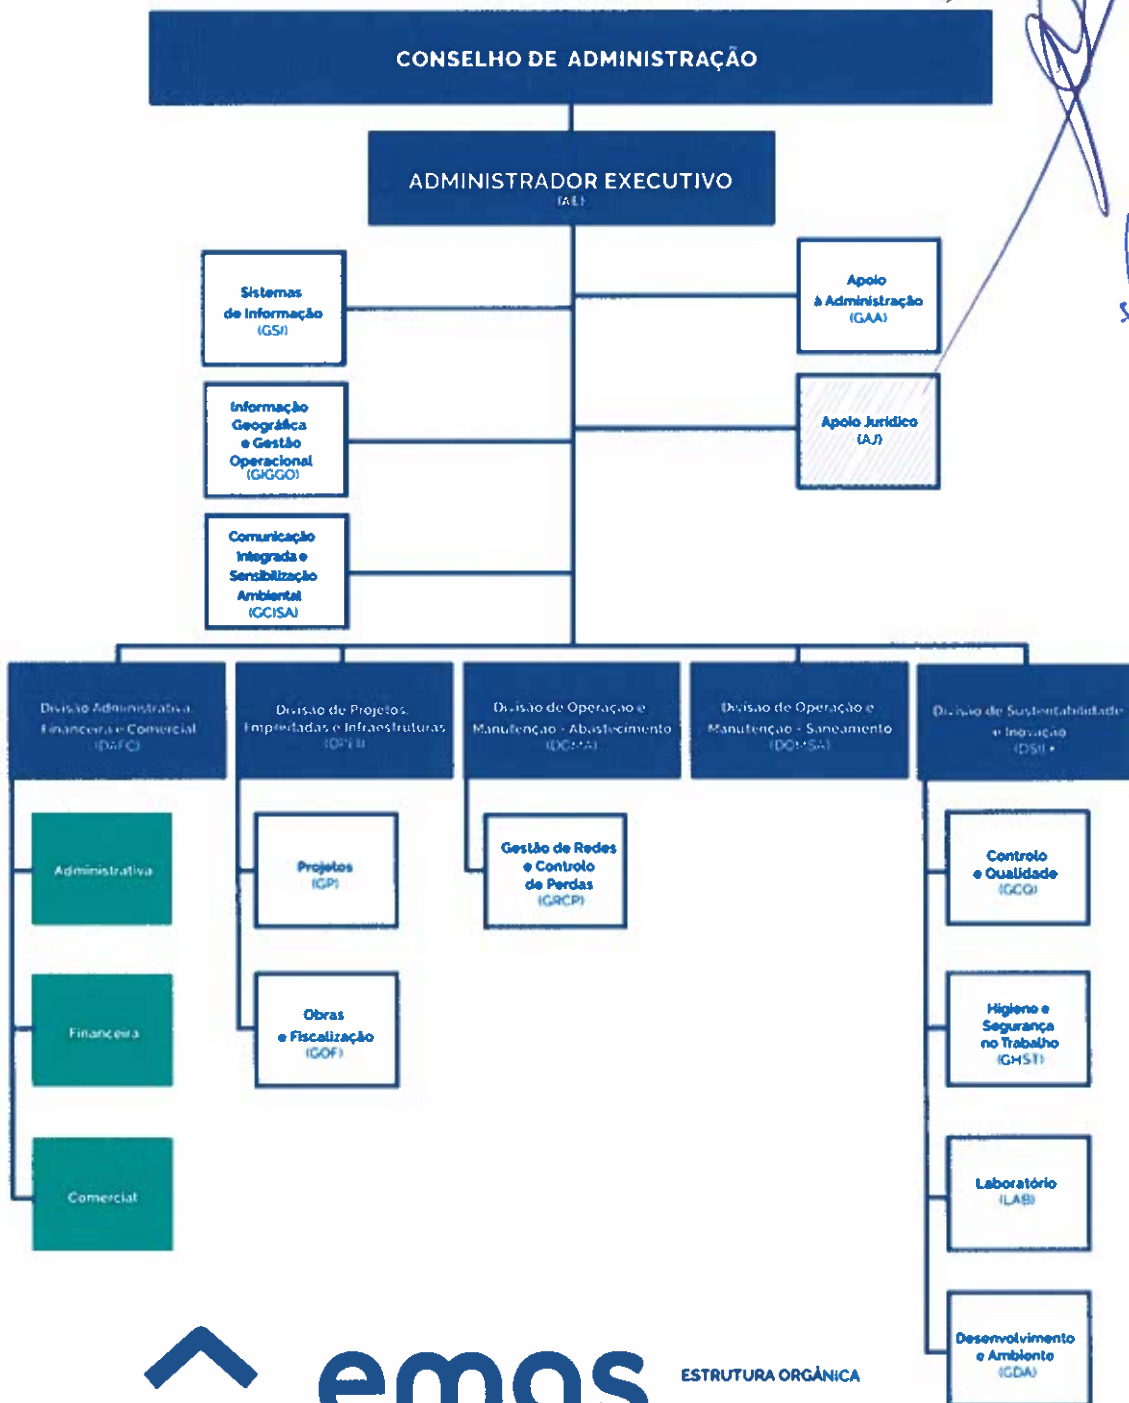 CONSELHO DE ADMINISTRAÇÃO
ADMINISTRADOR EXECUTIVO
(AE)
Sistemas
de Informação
(GSI)
Apoio
à Administração
(GAA)
Informação
Geográfica
e Gestão
Operacional
(GIGGO)
Apoio Jurídico
(AJ)
Comunicação
Integrada e
Sensibilização
Ambiental
(GCISA)
Divisão Administrativa,
Financeira e Comercial
(DAFC)
Divisão de Projetos,
Empreitadas e Infraestruturas
(DPEI)
Divisão de Operação e
Manutenção - Abastecimento
(DOMA)
Divisão de Operação e
Manutenção - Saneamento
(DOMSA)
Divisão de Sustentabilidade
e Inovação
(DSI)
Administrativa
Financeira
Comercial
Projetos
(GP)
Obras
e Fiscalização
(GOF)
Gestão de Redes
e Controlo
de Perdas
(GRCP)
Controlo
e Qualidade
(GCQ)
Higiene e
Segurança
no Trabalho
(GHST)
Laboratório
(LAB)
Desenvolvimento
e Ambiente
(GDA)
emas
ESTRUTURA ORGÂNICA